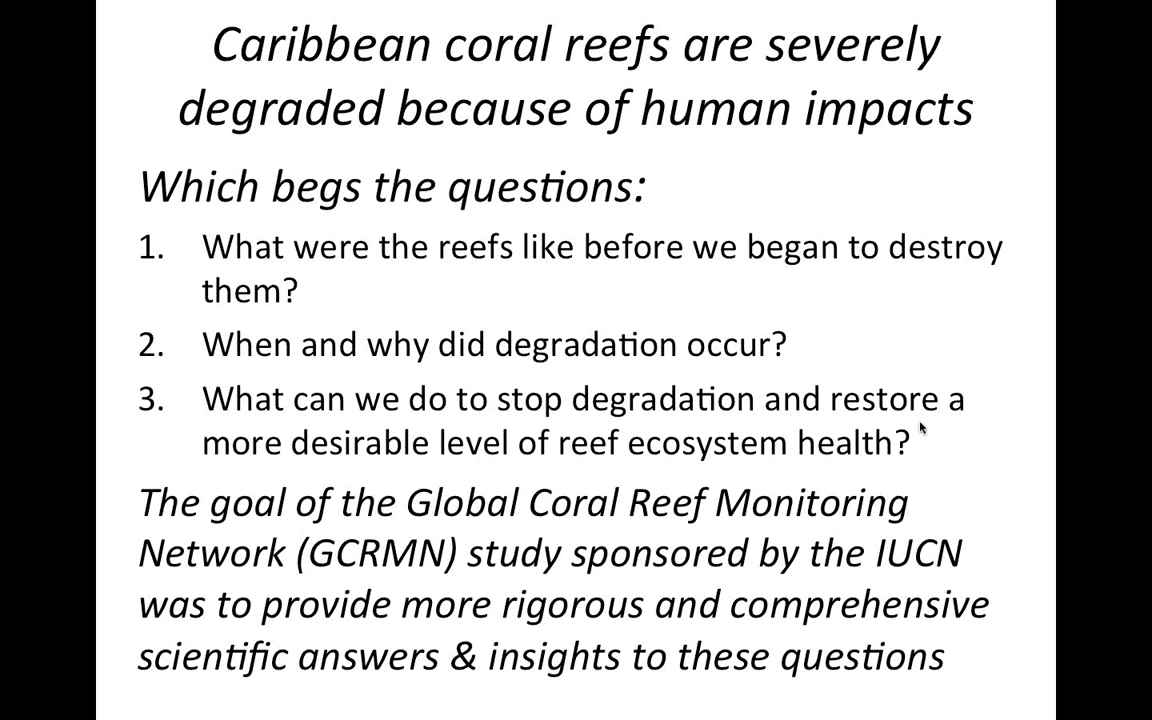 Caribbean coral reefs are severely
degraded because of human impacts
Which begs the questions:
1. What were the reefs like before we began to destroy
them?
2. When and why did degradation occur?
3. What can we do to stop degradation and restore a
more desirable level of reef ecosystem health?
The goal of the Global Coral Reef Monitoring
Network (GCRMN) study sponsored by the IUCN
was to provide more rigorous and comprehensive
scientific answers & insights to these questions